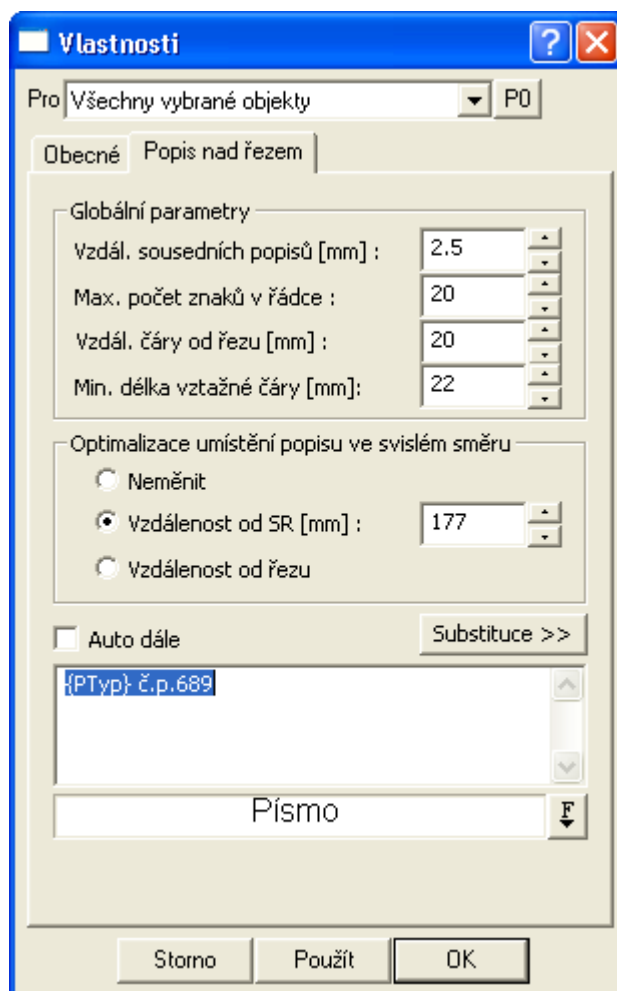 Vlastnosti
Pro Všechny vybrané objekty P0
Obecné Popis nad řezem
Globální parametry
Vzdál. sousedních popisů [mm] : 2.5
Max. počet znaků v řádce : 20
Vzdál. čáry od řezu [mm] : 20
Min. délka vztažné čáry [mm]: 22
Optimalizace umístění popisu ve svislém směru
Neměnit
Vzdálenost od SR [mm] : 177
Vzdálenost od řezu
Auto dále Substituce >>
{PTyp} č.p.689
Písmo F
Storno Použít OK